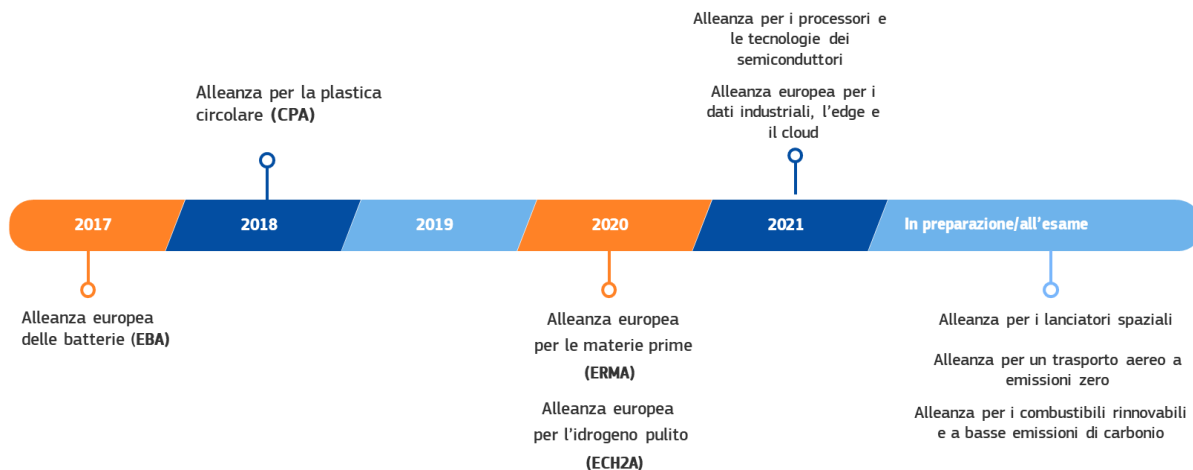 Alleanza per i processori e
le tecnologie dei
semiconduttori
Alleanza europea per i
dati industriali, l'edge e
il cloud
Alleanza per la plastica
circolare (CPA)
2017
2018
2019
2020
2021
In preparazione/all'esame
Alleanza europea
delle batterie (EBA)
Alleanza europea
per le materie prime
(ERMA)
Alleanza europea
per l'idrogeno pulito
(ECH2A)
Alleanza per i lanciatori spaziali
Alleanza per un trasporto aereo a
emissioni zero
Alleanza per i combustibili rinnovabili
e a basse emissioni di carbonio